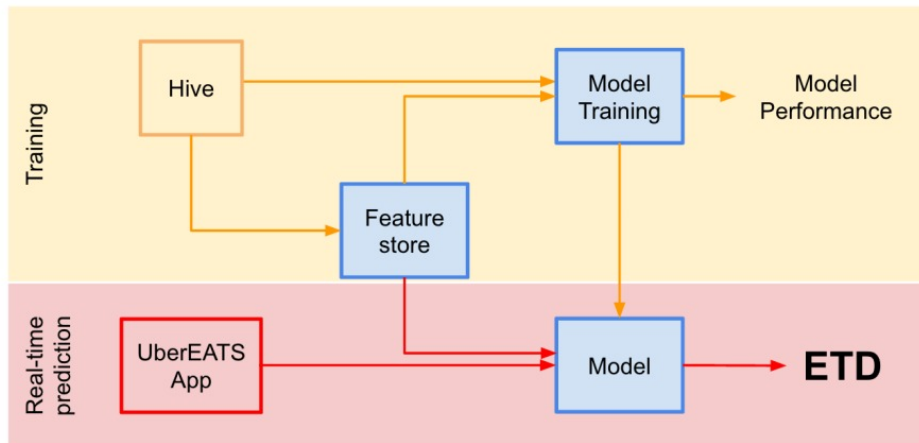 Training
Hive
Model
Training
Model
Performance
Feature
store
Real-time
prediction
UberEATS
App
Model
ETD